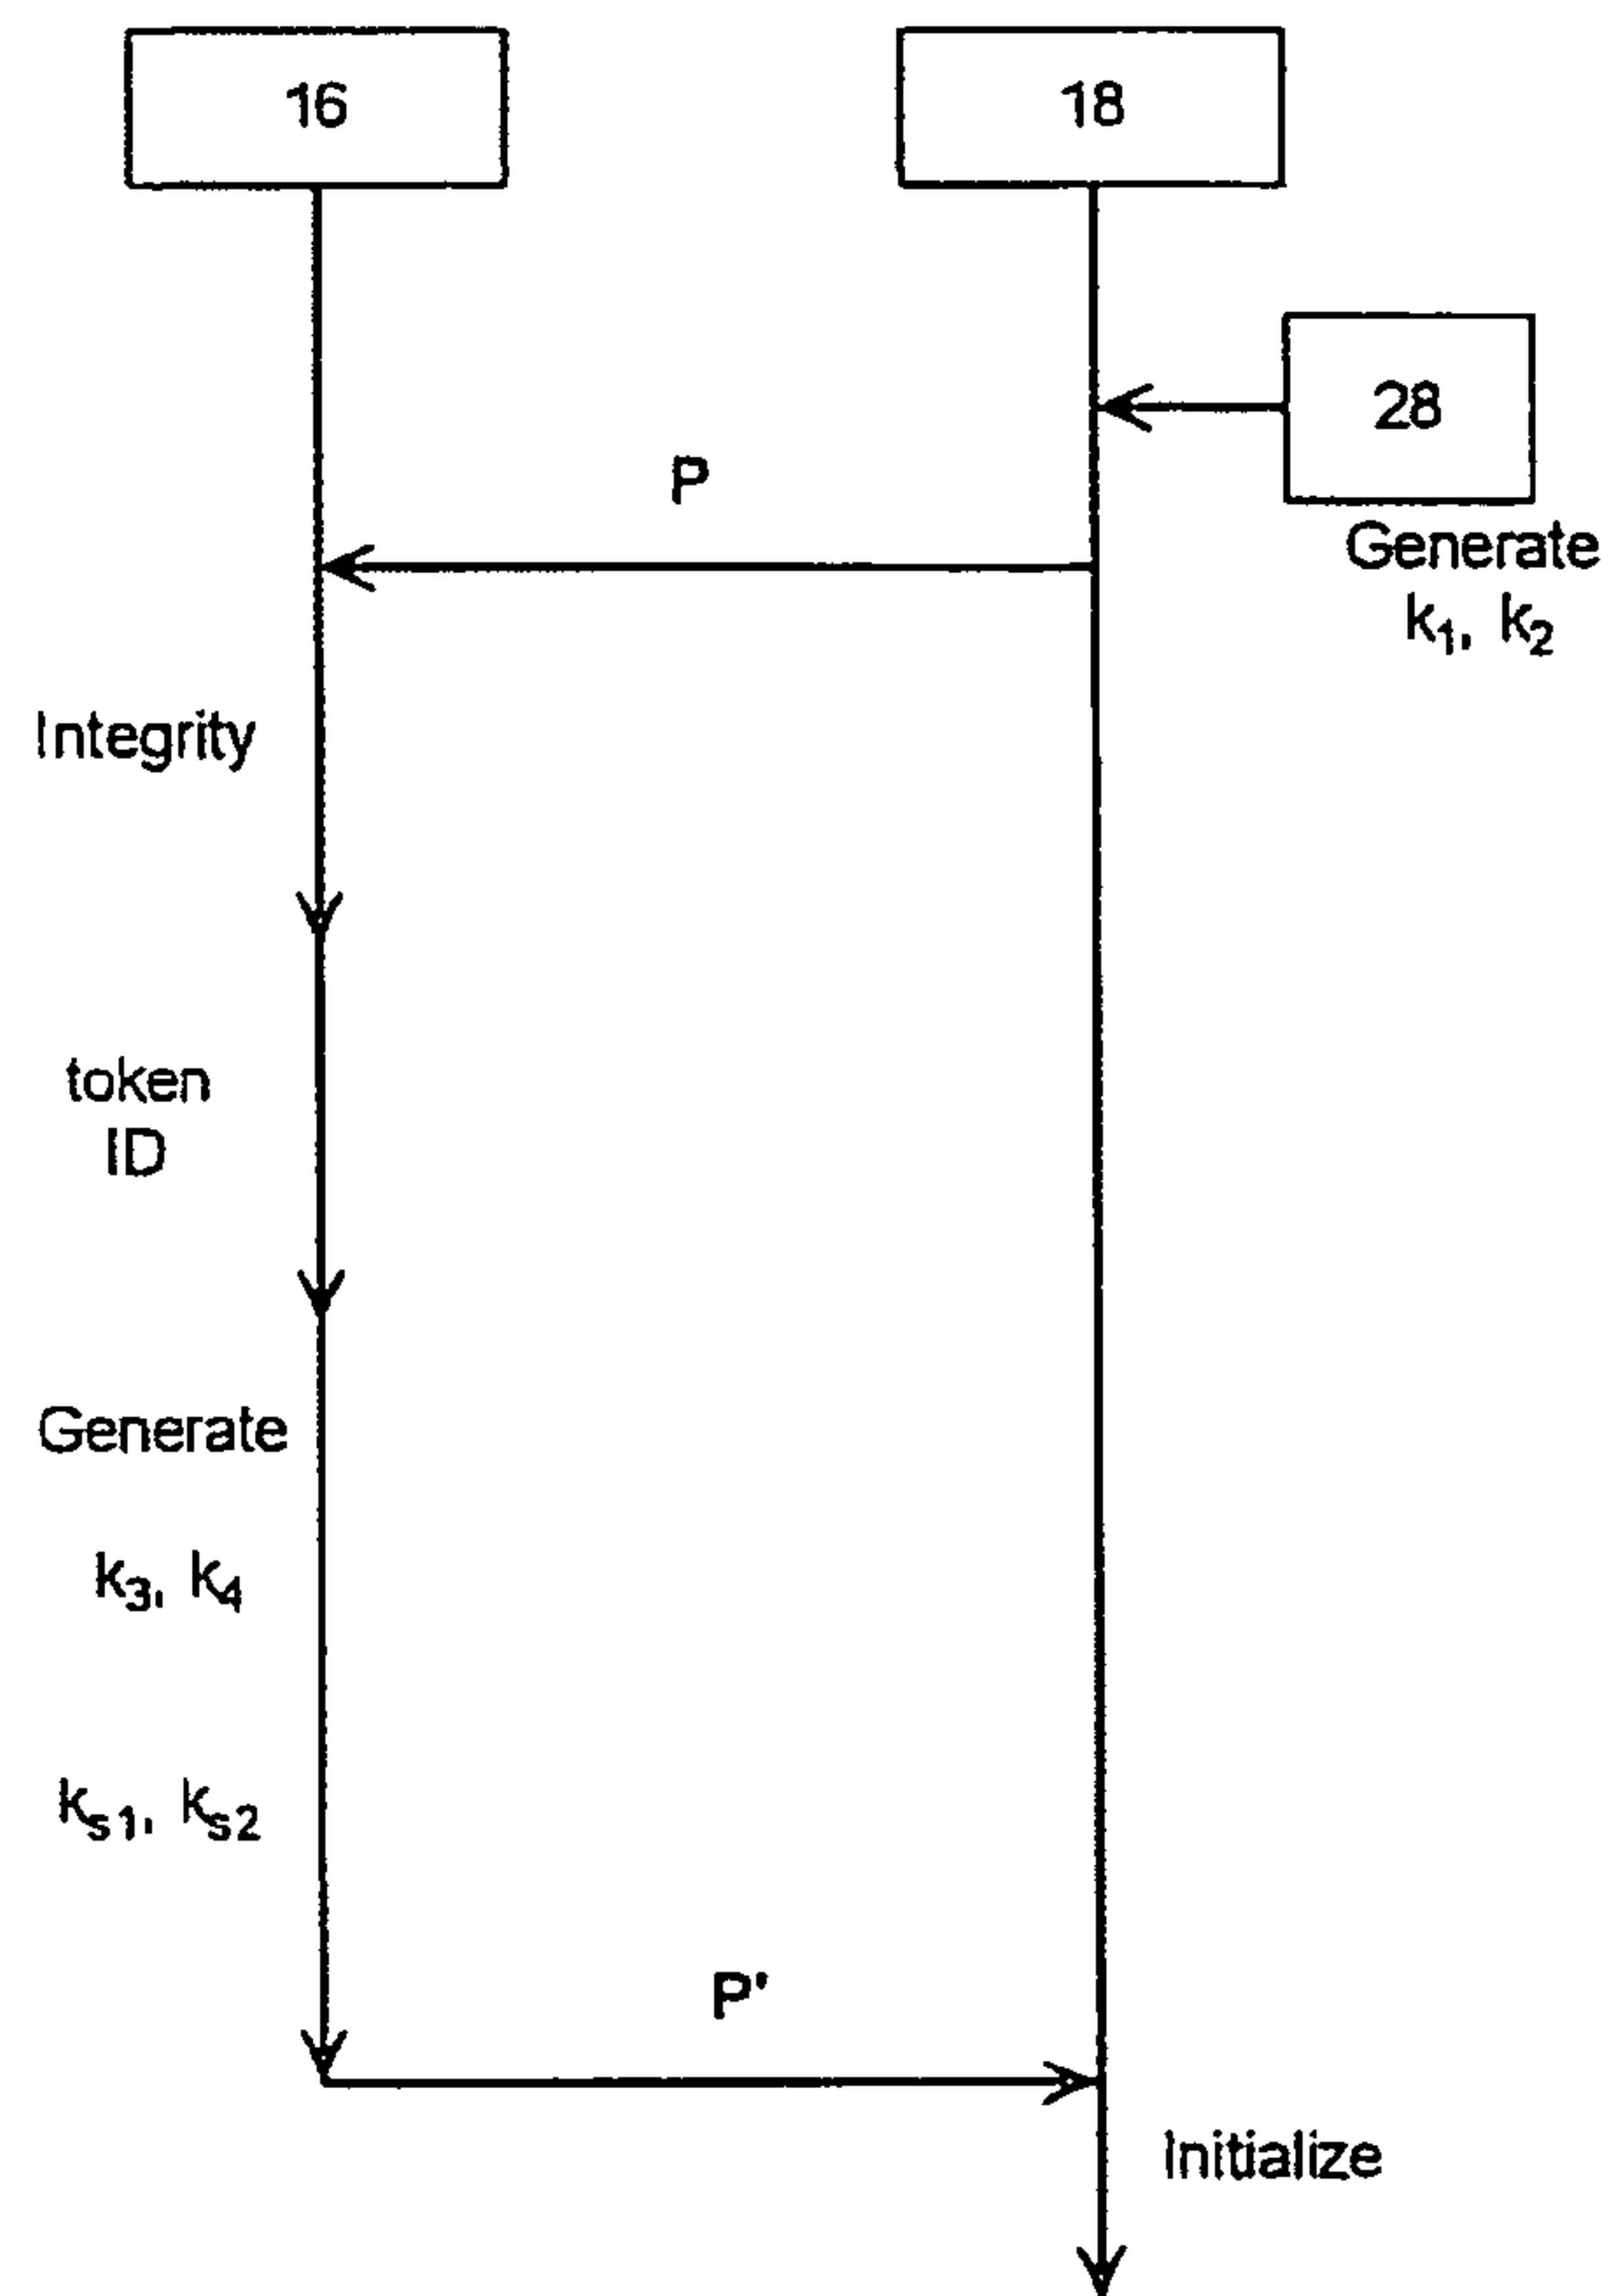 16
18
28
P
Generate
k₁, k₂
Integrity
token
ID
Generate
k₃, k₄
kₛ₁, kₛ₂
P'
Initialize